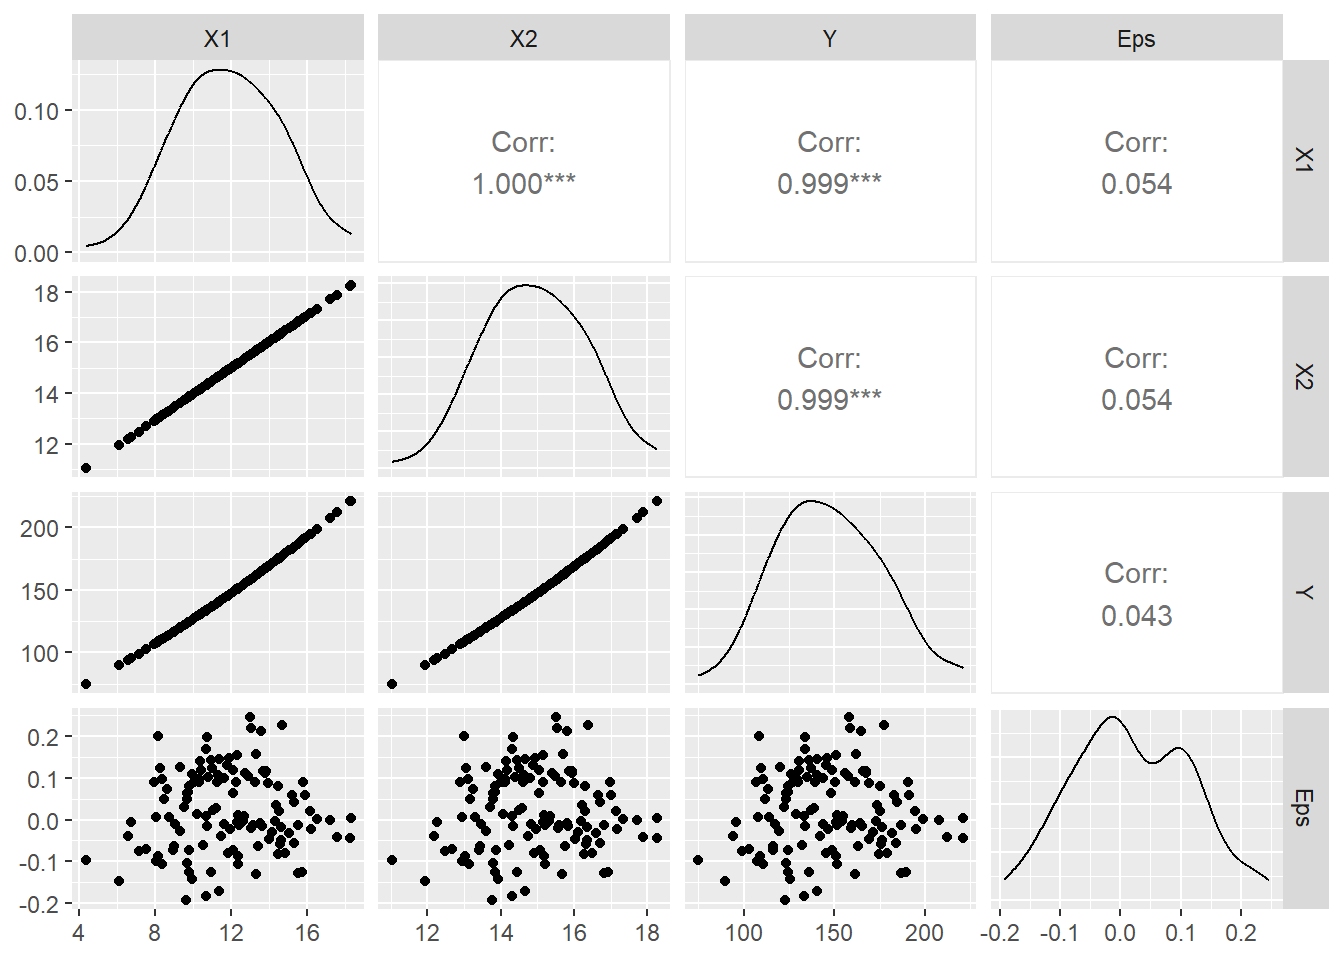 X1 X2 Y Eps
0.10
0.05
0.00
Corr:
1.000***
Corr:
0.999***
Corr:
0.054
X1
18
16
14
12
Corr:
0.999***
Corr:
0.054
X2
200
150
100
Corr:
0.043
Y
0.2
0.1
0.0
-0.1
-0.2
Eps
4 8 12 16
12 14 16 18
100 150 200
-0.2 -0.1 0.0 0.1 0.2